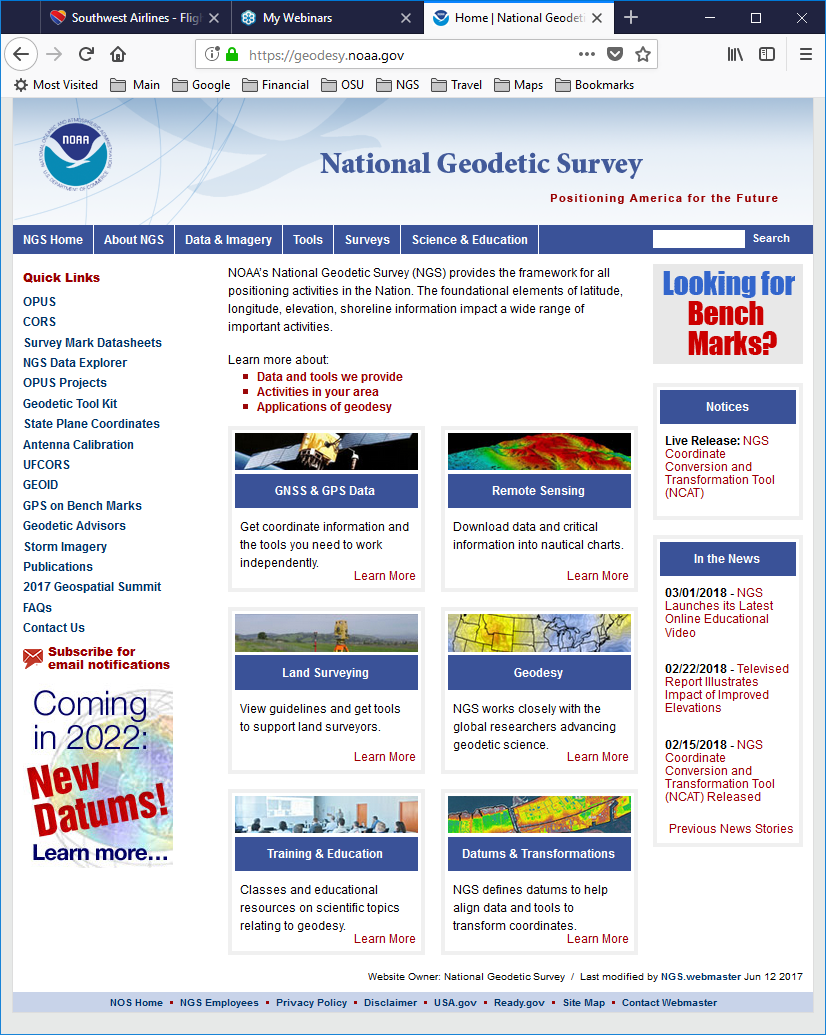 Southwest Airlines - Fligh
My Webinars
Home | National Geodeti
https://geodesy.noaa.gov
Most Visited Main Google Financial OSU NGS Travel Maps Bookmarks
NOAA
National Geodetic Survey
Positioning America for the Future
NGS Home About NGS Data & Imagery Tools Surveys Science & Education Search
Quick Links
OPUS
CORS
Survey Mark Datasheets
NGS Data Explorer
OPUS Projects
Geodetic Tool Kit
State Plane Coordinates
Antenna Calibration
UFCORS
GEOID
GPS on Bench Marks
Geodetic Advisors
Storm Imagery
Publications
2017 Geospatial Summit
FAQs
Contact Us
Subscribe for
email notifications
Coming
in 2022:
New
Datums!
Learn more...
NOAA's National Geodetic Survey (NGS) provides the framework for all
positioning activities in the Nation. The foundational elements of latitude,
longitude, elevation, shoreline information impact a wide range of
important activities.
Learn more about:
Data and tools we provide
Activities in your area
Applications of geodesy
GNSS & GPS Data
Get coordinate information and
the tools you need to work
independently.
Learn More
Remote Sensing
Download data and critical
information into nautical charts.
Learn More
Land Surveying
View guidelines and get tools
to support land surveyors.
Learn More
Geodesy
NGS works closely with the
global researchers advancing
geodetic science.
Learn More
Training & Education
Classes and educational
resources on scientific topics
relating to geodesy.
Learn More
Datums & Transformations
NGS defines datums to help
align data and tools to
transform coordinates.
Learn More
Looking for
Bench
Marks?
Notices
Live Release: NGS
Coordinate
Conversion and
Transformation Tool
(NCAT)
In the News
03/01/2018 - NGS
Launches its Latest
Online Educational
Video
02/22/2018 - Televised
Report Illustrates
Impact of Improved
Elevations
02/15/2018 - NGS
Coordinate
Conversion and
Transformation Tool
(NCAT) Released
Previous News Stories
Website Owner: National Geodetic Survey / Last modified by NGS.webmaster Jun 12 2017
NOS Home ▪ NGS Employees ▪ Privacy Policy ▪ Disclaimer ▪ USA.gov ▪ Ready.gov ▪ Site Map ▪ Contact Webmaster